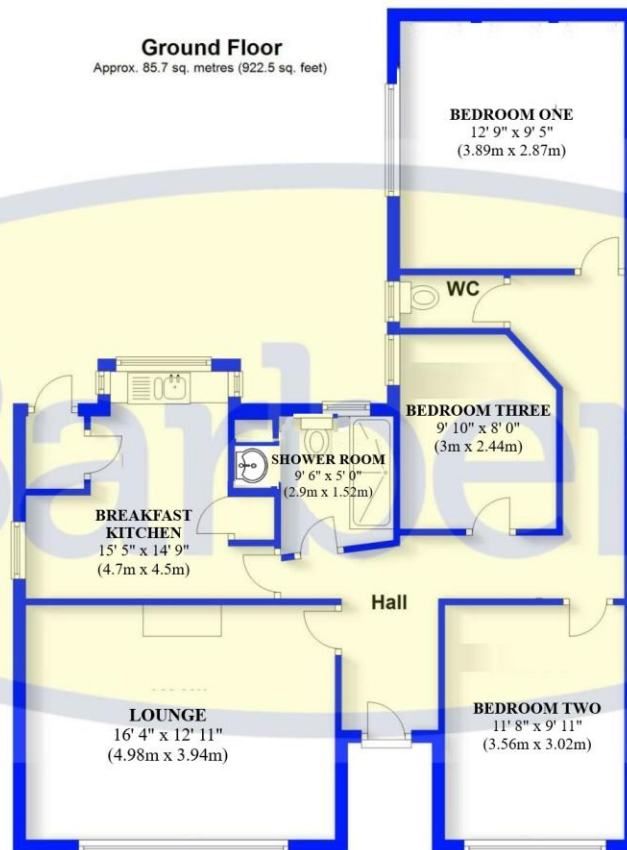 Ground Floor
Approx. 85.7 sq. metres (922.5 sq. feet)
BEDROOM ONE
12' 9" x 9' 5"
(3.89m x 2.87m)
WC
BEDROOM THREE
9' 10" x 8' 0"
(3m x 2.44m)
SHOWER ROOM
9' 6" x 5' 0"
(2.9m x 1.52m)
BREAKFAST
KITCHEN
15' 5" x 14' 9"
(4.7m x 4.5m)
Hall
LOUNGE
16' 4" x 12' 11"
(4.98m x 3.94m)
BEDROOM TWO
11' 8" x 9' 11"
(3.56m x 3.02m)